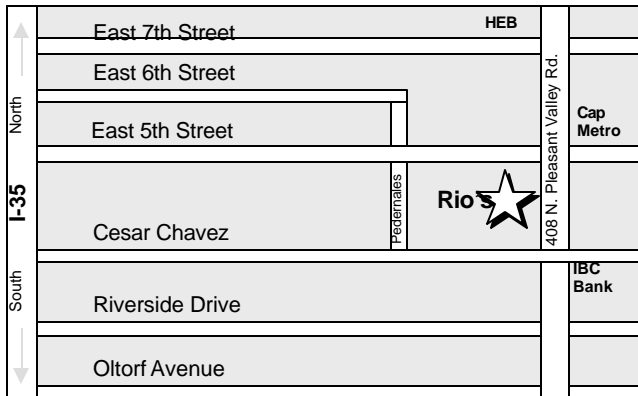 East 7th Street
HEB
East 6th Street
North
East 5th Street
Cap
Metro
408 N. Pleasant Valley Rd.
I-35
Pedernales
Rio's
Cesar Chavez
South
IBC
Bank
Riverside Drive
Oltorf Avenue